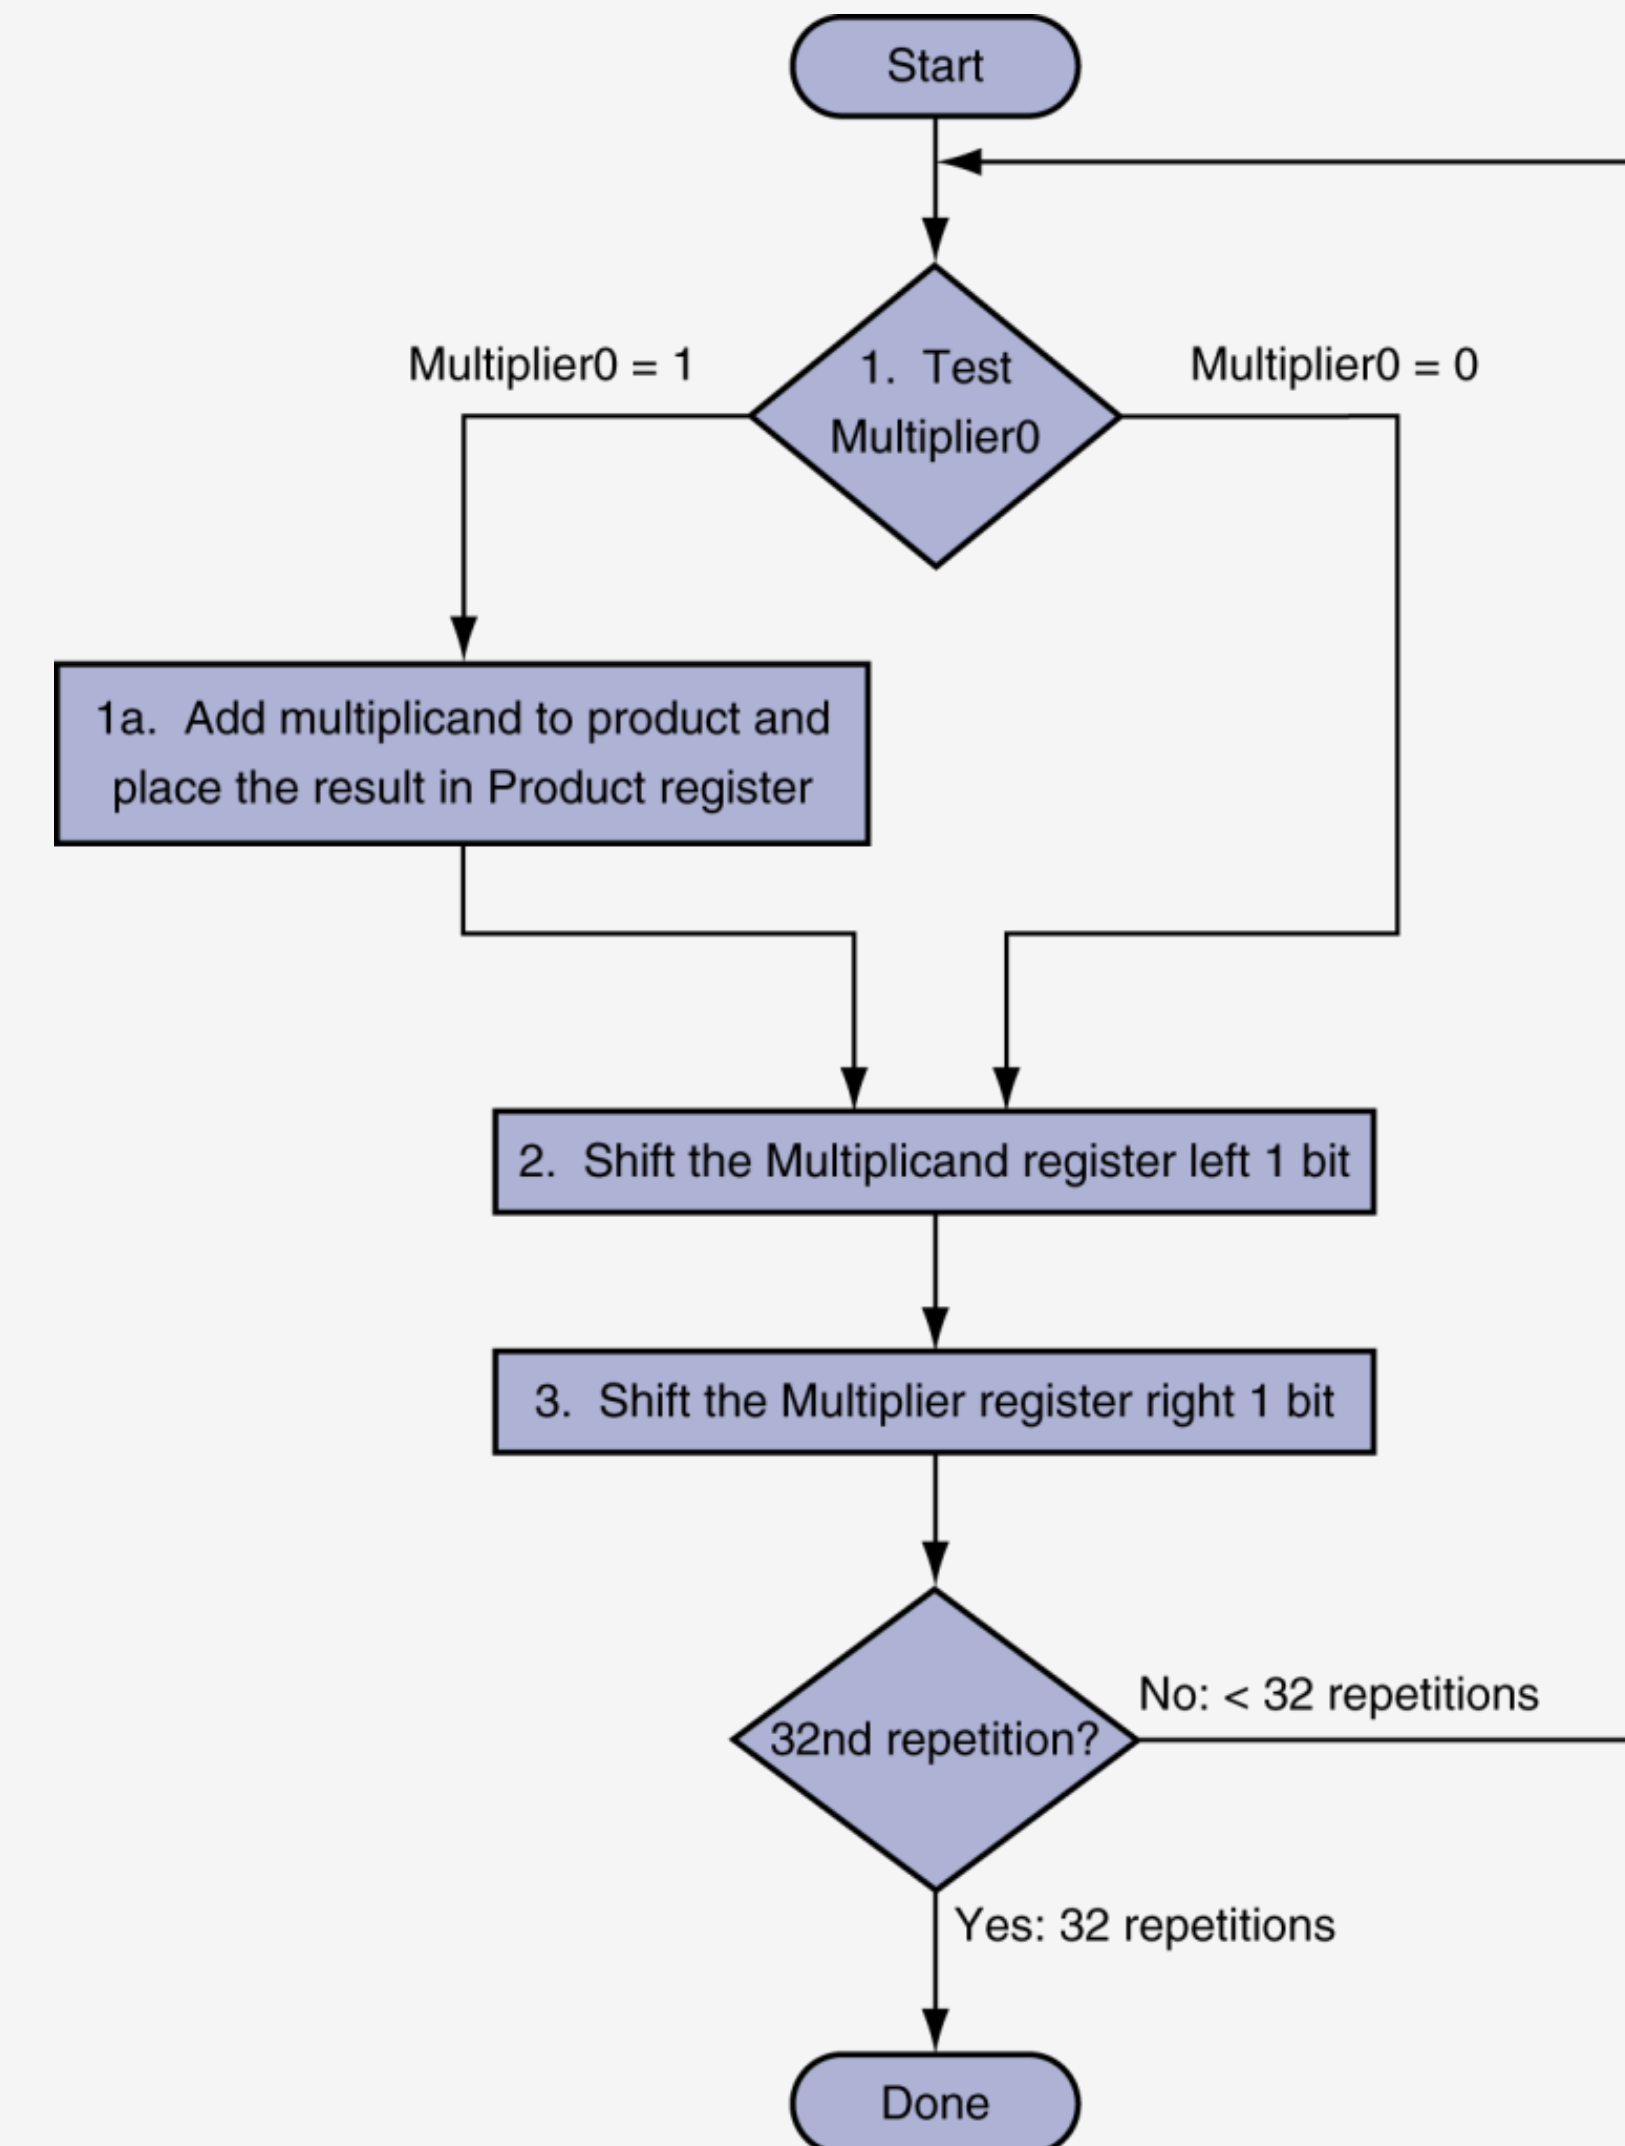 Start
Multiplier0 = 1
1. Test
Multiplier0
Multiplier0 = 0
1a. Add multiplicand to product and
place the result in Product register
2. Shift the Multiplicand register left 1 bit
3. Shift the Multiplier register right 1 bit
32nd repetition?
No: < 32 repetitions
Yes: 32 repetitions
Done